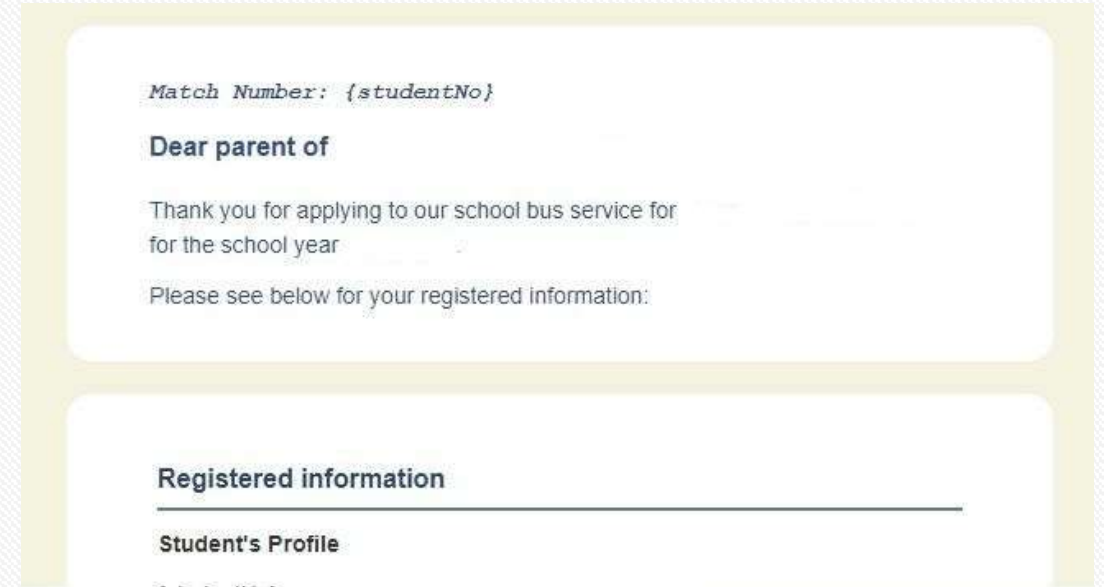 Match Number: {studentNo}
Dear parent of
Thank you for applying to our school bus service for
for the school year .
Please see below for your registered information:
Registered information
Student's Profile